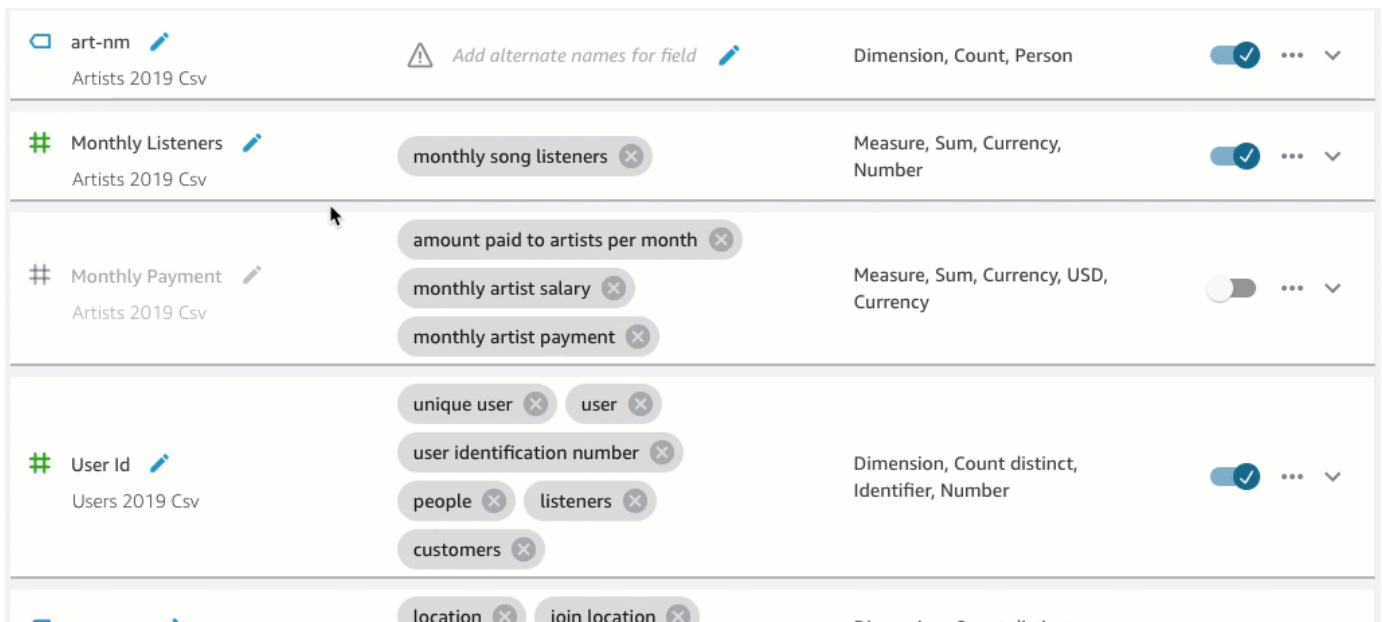 art-nm
Artists 2019 Csv
Add alternate names for field
Dimension, Count, Person
Monthly Listeners
Artists 2019 Csv
monthly song listeners
Measure, Sum, Currency,
Number
Monthly Payment
Artists 2019 Csv
amount paid to artists per month
monthly artist salary
monthly artist payment
Measure, Sum, Currency, USD,
Currency
User Id
Users 2019 Csv
unique user user
user identification number
people listeners
customers
Dimension, Count distinct,
Identifier, Number
location join location